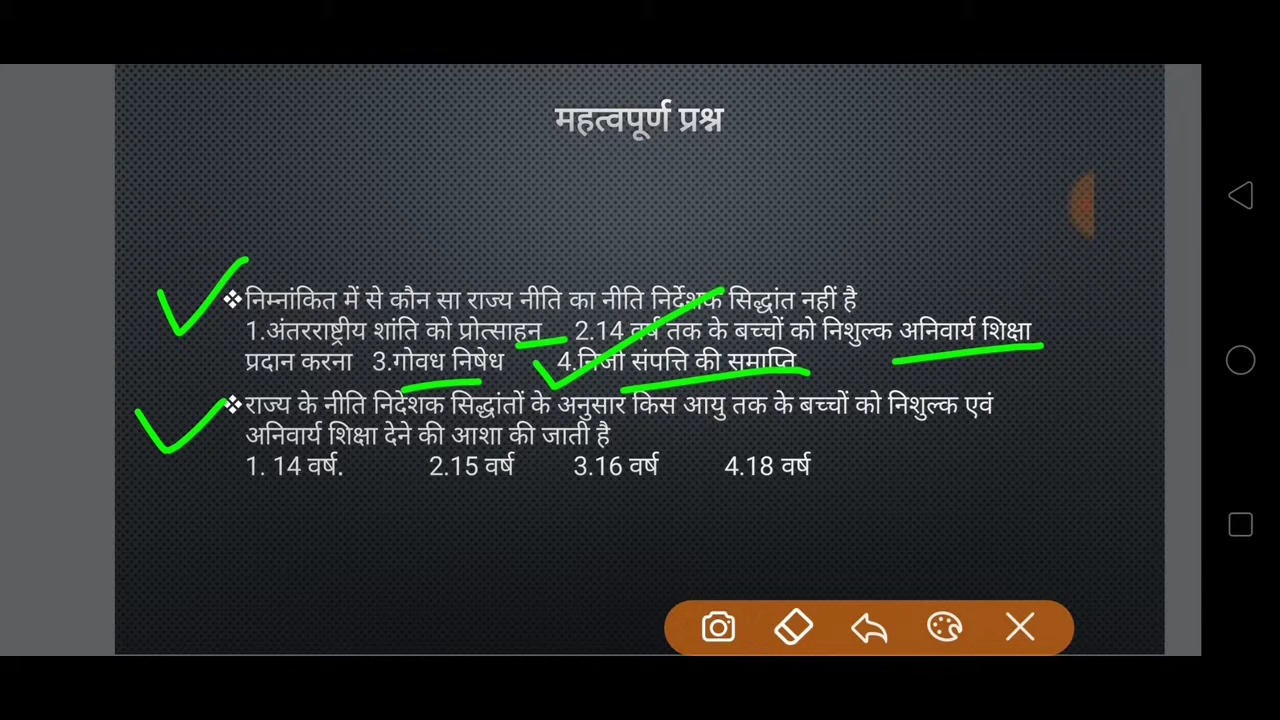 महत्वपूर्ण प्रश्न
❖निम्नांकित में से कौन सा राज्य नीति का नीति निर्देशक सिद्धांत नहीं है
1.अंतरराष्ट्रीय शांति को प्रोत्साहन 2.14 वर्ष तक के बच्चों को निशुल्क अनिवार्य शिक्षा
प्रदान करना 3.गोवध निषेध 4.निजी संपत्ति की समाप्ति
❖राज्य के नीति निर्देशक सिद्धांतों के अनुसार किस आयु तक के बच्चों को निशुल्क एवं
अनिवार्य शिक्षा देने की आशा की जाती है
1. 14 वर्ष. 2.15 वर्ष 3.16 वर्ष 4.18 वर्ष